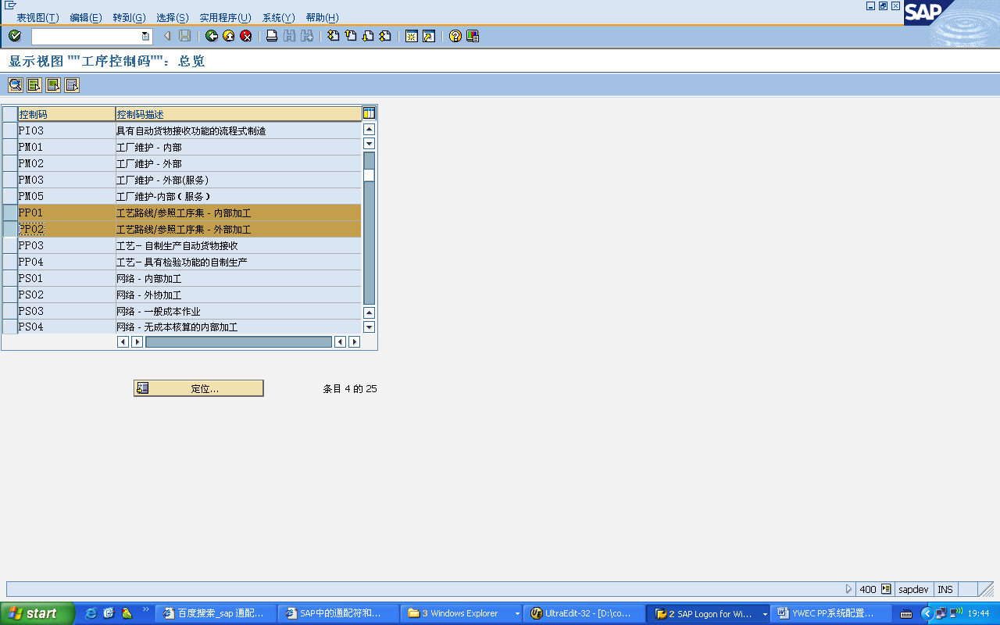 表视图(T) 编辑(E) 转到(G) 选择(S) 实用程序(U) 系统(Y) 帮助(H)
SAP
显示视图 ""工序控制码"": 总览
控制码 控制码描述
PI03 具有自动货物接收功能的流程式制造
PM01 工厂维护 - 内部
PM02 工厂维护 - 外部
PM03 工厂维护 - 外部(服务)
PM05 工厂维护-内部（服务）
PP01 工艺路线/参照工序集 - 内部加工
PP02 工艺路线/参照工序集 - 外部加工
PP03 工艺－自制生产自动货物接收
PP04 工艺－具有检验功能的自制生产
PS01 网络 - 内部加工
PS02 网络 - 外协加工
PS03 网络 - 一般成本作业
PS04 网络 - 无成本核算的内部加工
定位... 条目 4 的 25
400 sapdev INS
start 百度搜索_sap 通配... SAP中的通配符和... 3 Windows Explorer UltraEdit-32 - [D:\co... 2 SAP Logon for Wi... YWEC PP系统配置... 19:44